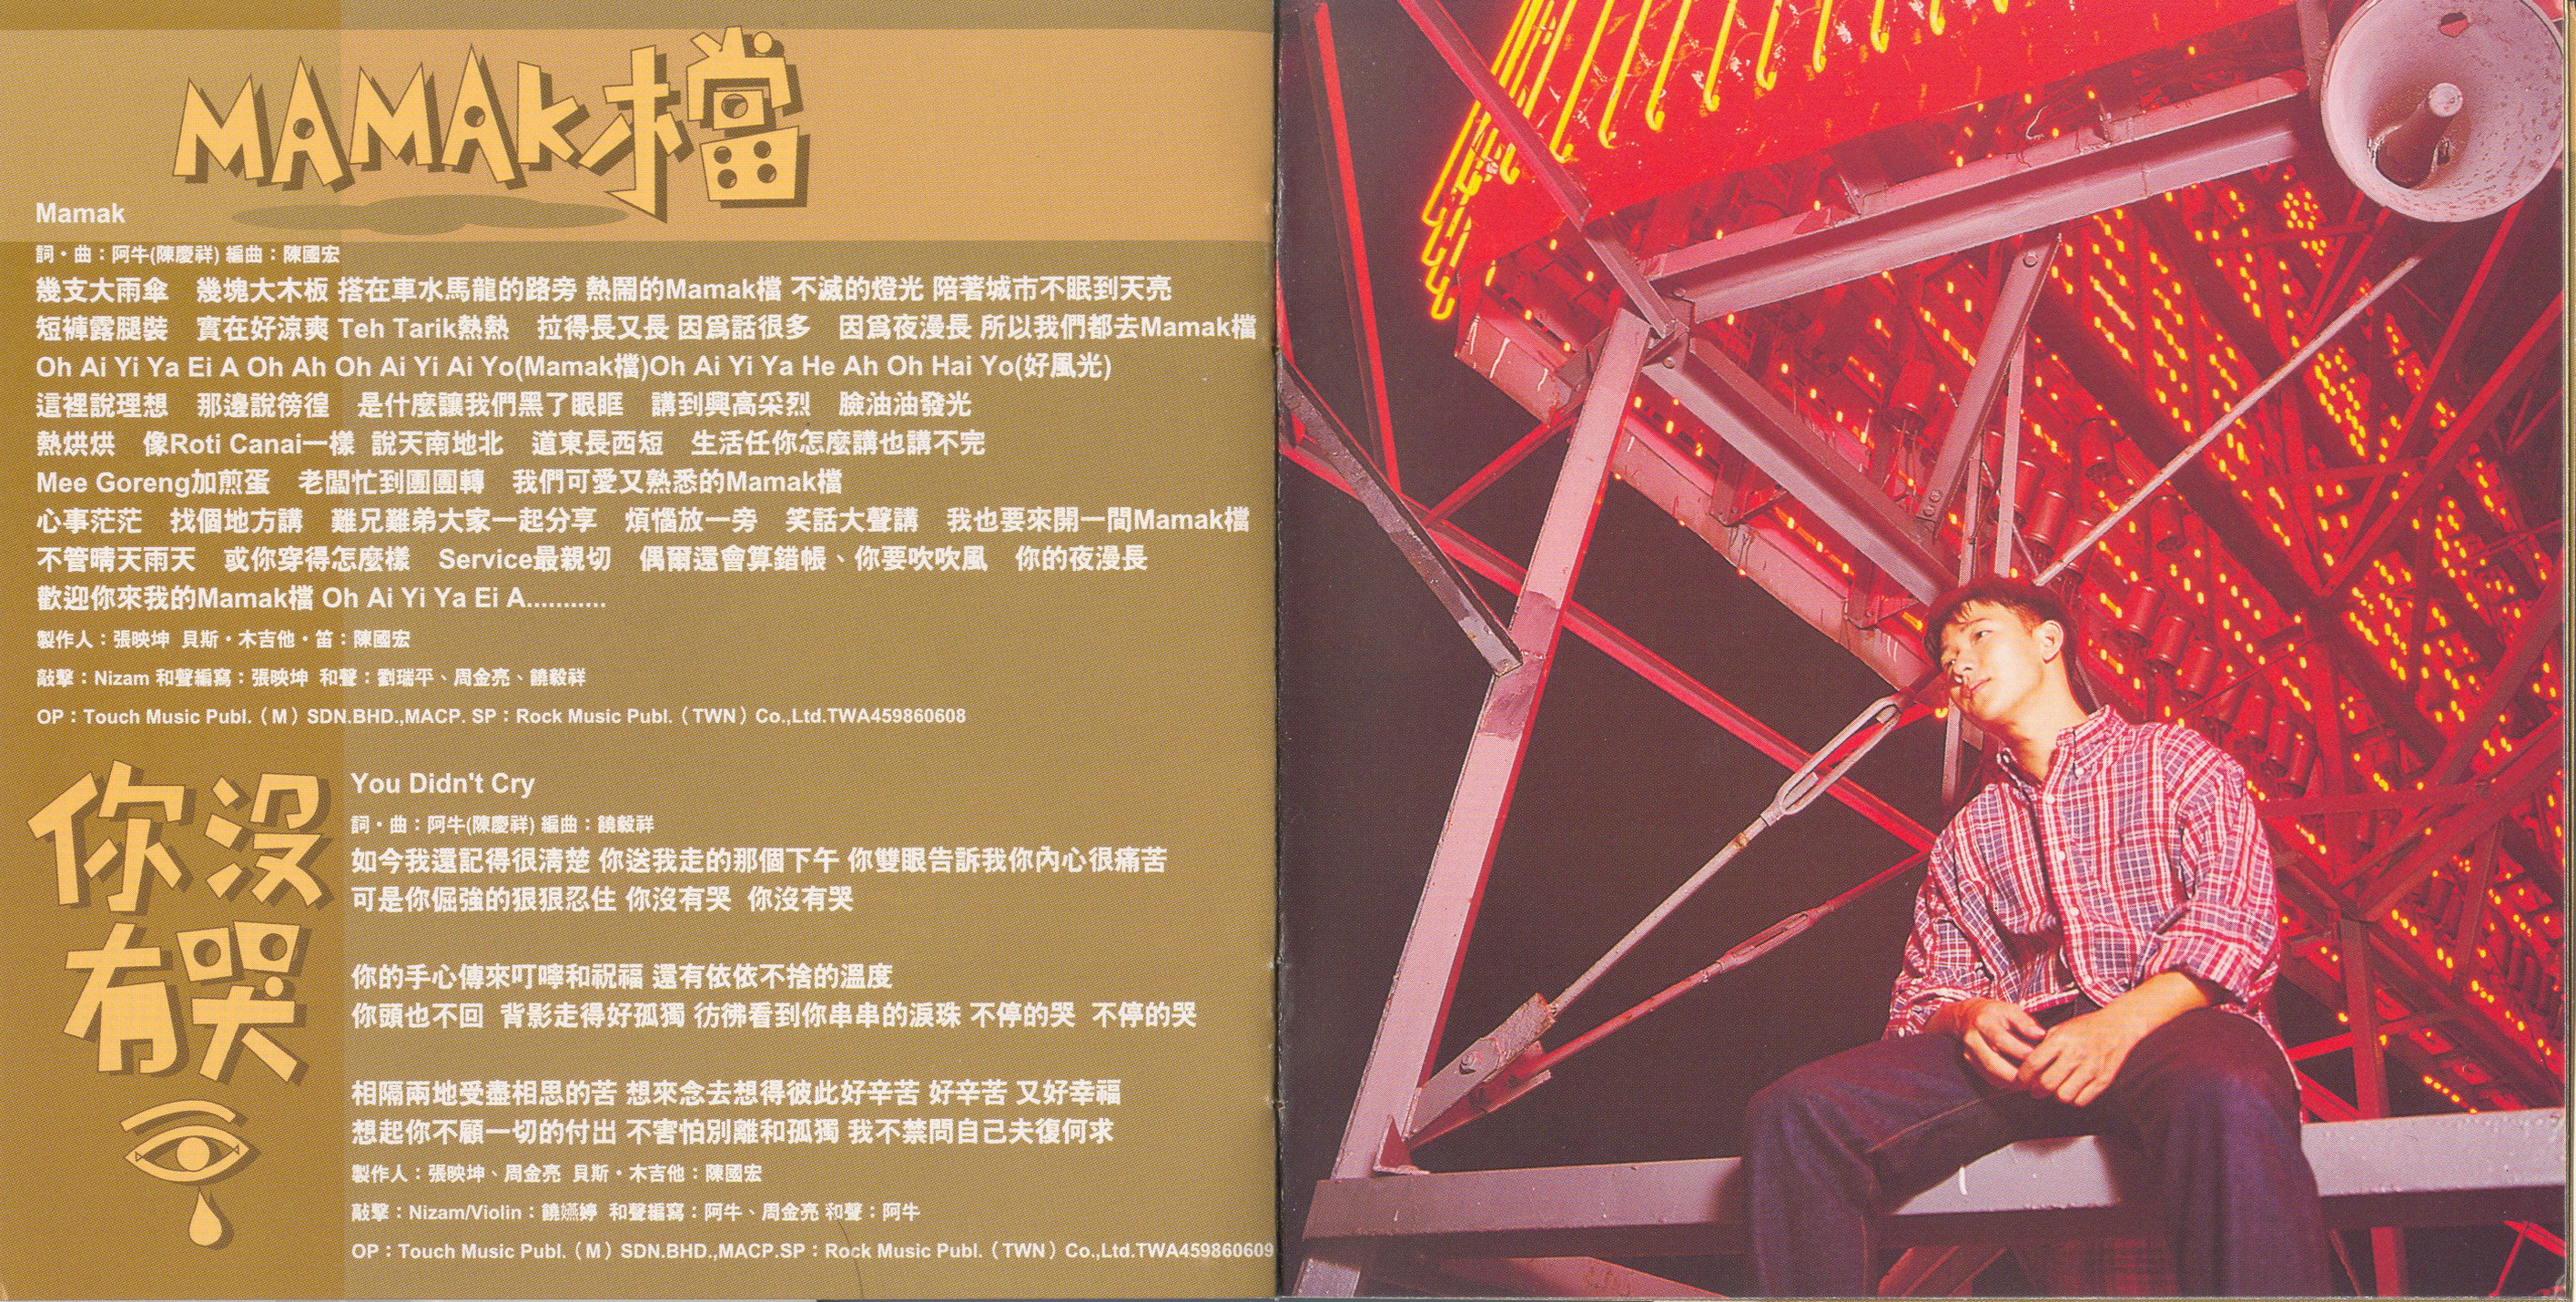 MAMAK檔
Mamak
詞・曲：阿牛(陳慶祥) 編曲：陳國宏
幾支大雨傘　幾塊大木板 搭在車水馬龍的路旁 熱鬧的Mamak檔 不滅的燈光 陪著城市不眠到天亮
短褲露腿裝　實在好涼爽 Teh Tarik熱熱　拉得長又長 因爲話很多　因爲夜漫長 所以我們都去Mamak檔
Oh Ai Yi Ya Ei A Oh Ah Oh Ai Yi Ai Yo(Mamak檔)Oh Ai Yi Ya He Ah Oh Hai Yo(好風光)
這裡說理想　那邊說徬徨　是什麼讓我們黑了眼眶　講到興高采烈　臉油油發光
熱烘烘　像Roti Canai一樣 說天南地北　道東長西短　生活任你怎麼講也講不完
Mee Goreng加煎蛋　老闆忙到團團轉　我們可愛又熟悉的Mamak檔
心事茫茫　找個地方講　難兄難弟大家一起分享　煩惱放一旁　笑話大聲講　我也要來開一間Mamak檔
不管晴天雨天　或你穿得怎麼樣　Service最親切　偶爾還會算錯帳、你要吹吹風　你的夜漫長
歡迎你來我的Mamak檔 Oh Ai Yi Ya Ei A...........
製作人：張映坤 貝斯・木吉他・笛：陳國宏
敲擊：Nizam 和聲編寫：張映坤 和聲：劉瑞平、周金亮、饒毅祥
OP：Touch Music Publ.（M）SDN.BHD.,MACP. SP：Rock Music Publ.（TWN）Co.,Ltd.TWA459860608
你沒
有哭
You Didn't Cry
詞・曲：阿牛(陳慶祥) 編曲：饒毅祥
如今我還記得很清楚 你送我走的那個下午 你雙眼告訴我你內心很痛苦
可是你倔強的狠狠忍住 你沒有哭 你沒有哭
你的手心傳來叮嚀和祝福 還有依依不捨的溫度
你頭也不回 背影走得好孤獨 彷彿看到你串串的淚珠 不停的哭 不停的哭
相隔兩地受盡相思的苦 想來念去想得彼此好辛苦 好辛苦 又好幸福
想起你不顧一切的付出 不害怕別離和孤獨 我不禁問自己夫復何求
製作人：張映坤、周金亮 貝斯・木吉他：陳國宏
敲擊：Nizam/Violin：饒嬿婷 和聲編寫：阿牛、周金亮 和聲：阿牛
OP：Touch Music Publ.（M）SDN.BHD.,MACP.SP：Rock Music Publ.（TWN）Co.,Ltd.TWA459860609